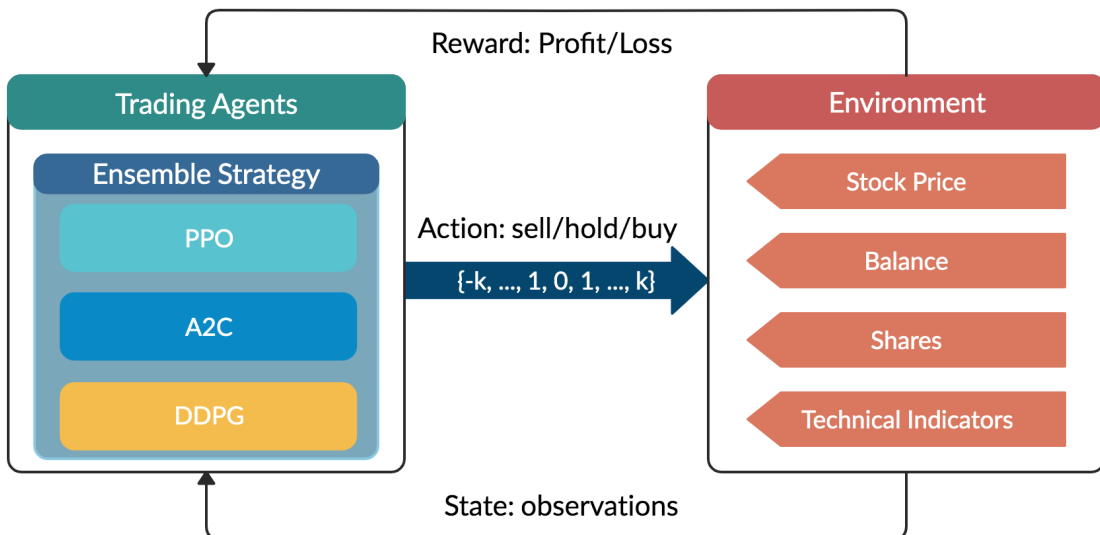 Reward: Profit/Loss
Trading Agents
Ensemble Strategy
PPO
A2C
DDPG
Action: sell/hold/buy
{-k, ..., 1, 0, 1, ..., k}
Environment
Stock Price
Balance
Shares
Technical Indicators
State: observations